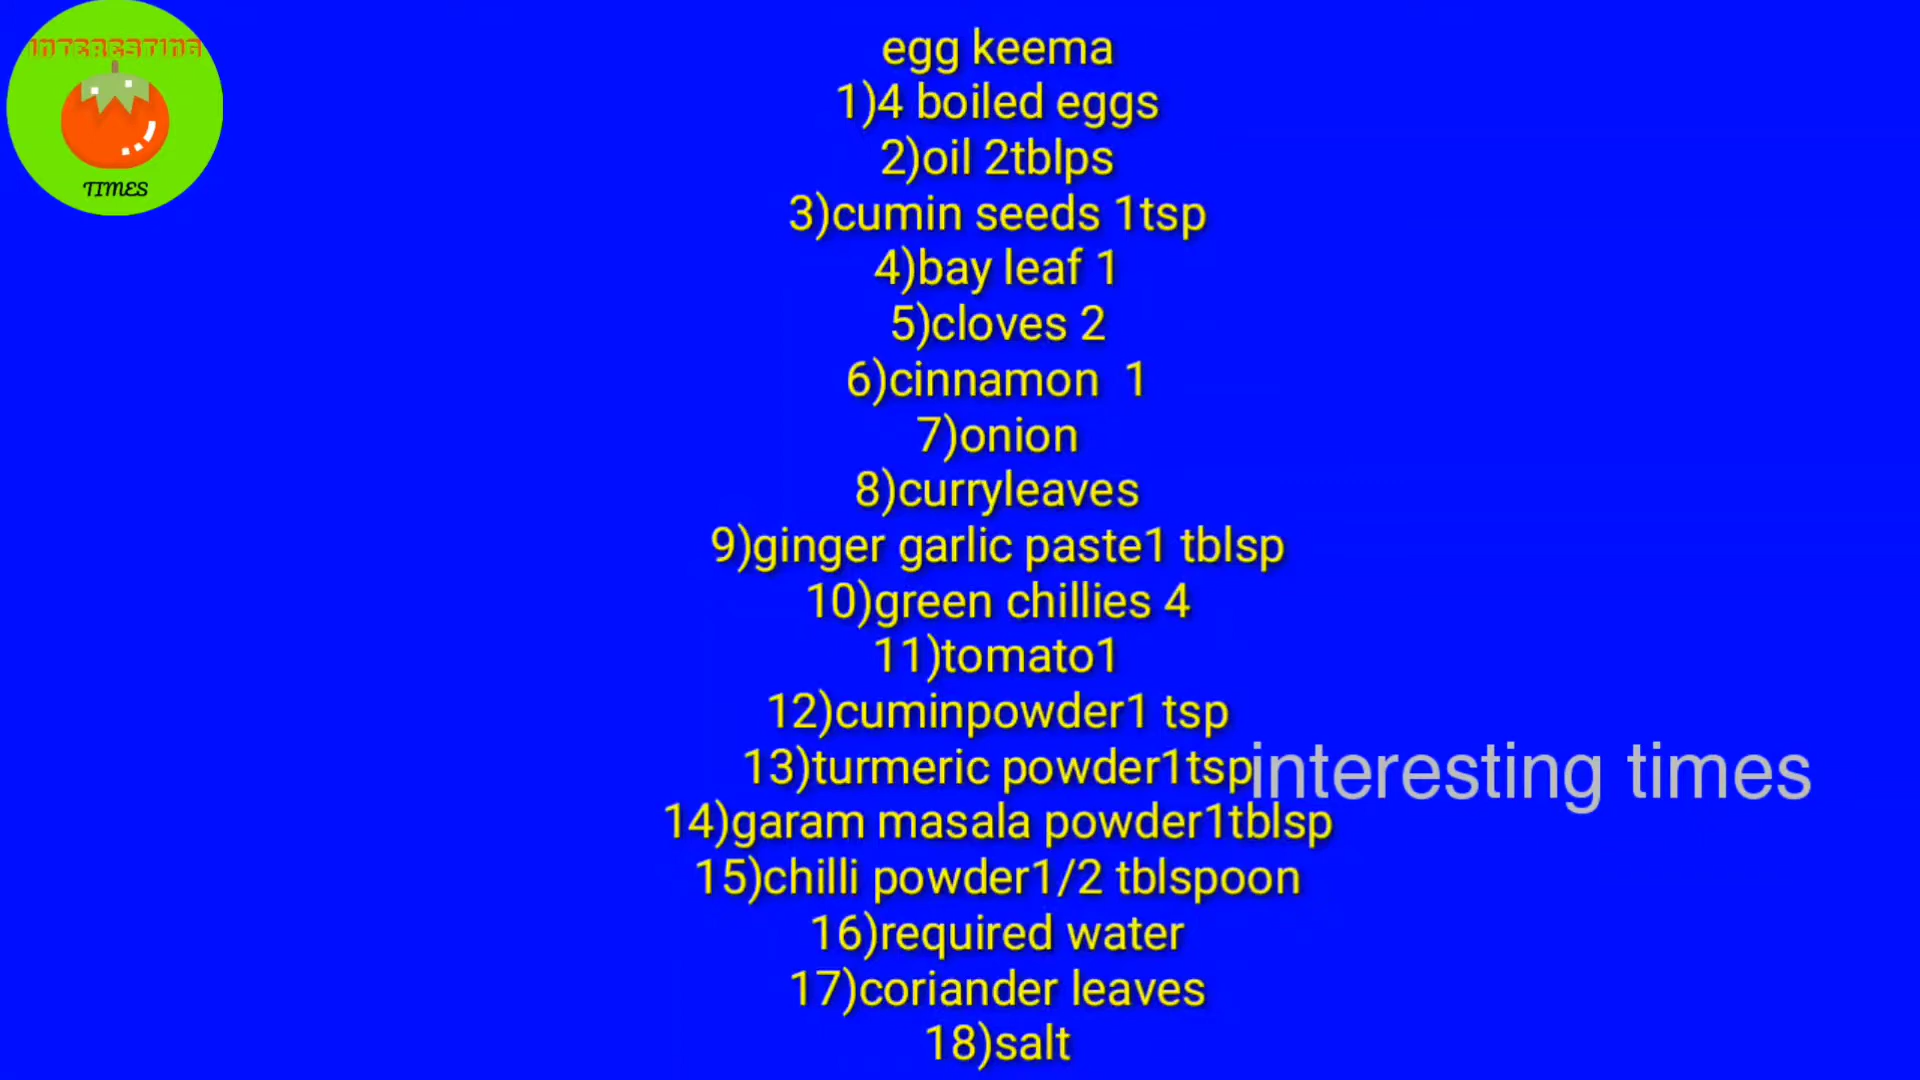 INTERESTING
TIMES
egg keema
1)4 boiled eggs
2)oil 2tblps
3)cumin seeds 1tsp
4)bay leaf 1
5)cloves 2
6)cinnamon  1
7)onion
8)curryleaves
9)ginger garlic paste1 tblsp
10)green chillies 4
11)tomato1
12)cuminpowder1 tsp
13)turmeric powder1tsp
interesting times
14)garam masala powder1tblsp
15)chilli powder1/2 tblspoon
16)required water
17)coriander leaves
18)salt